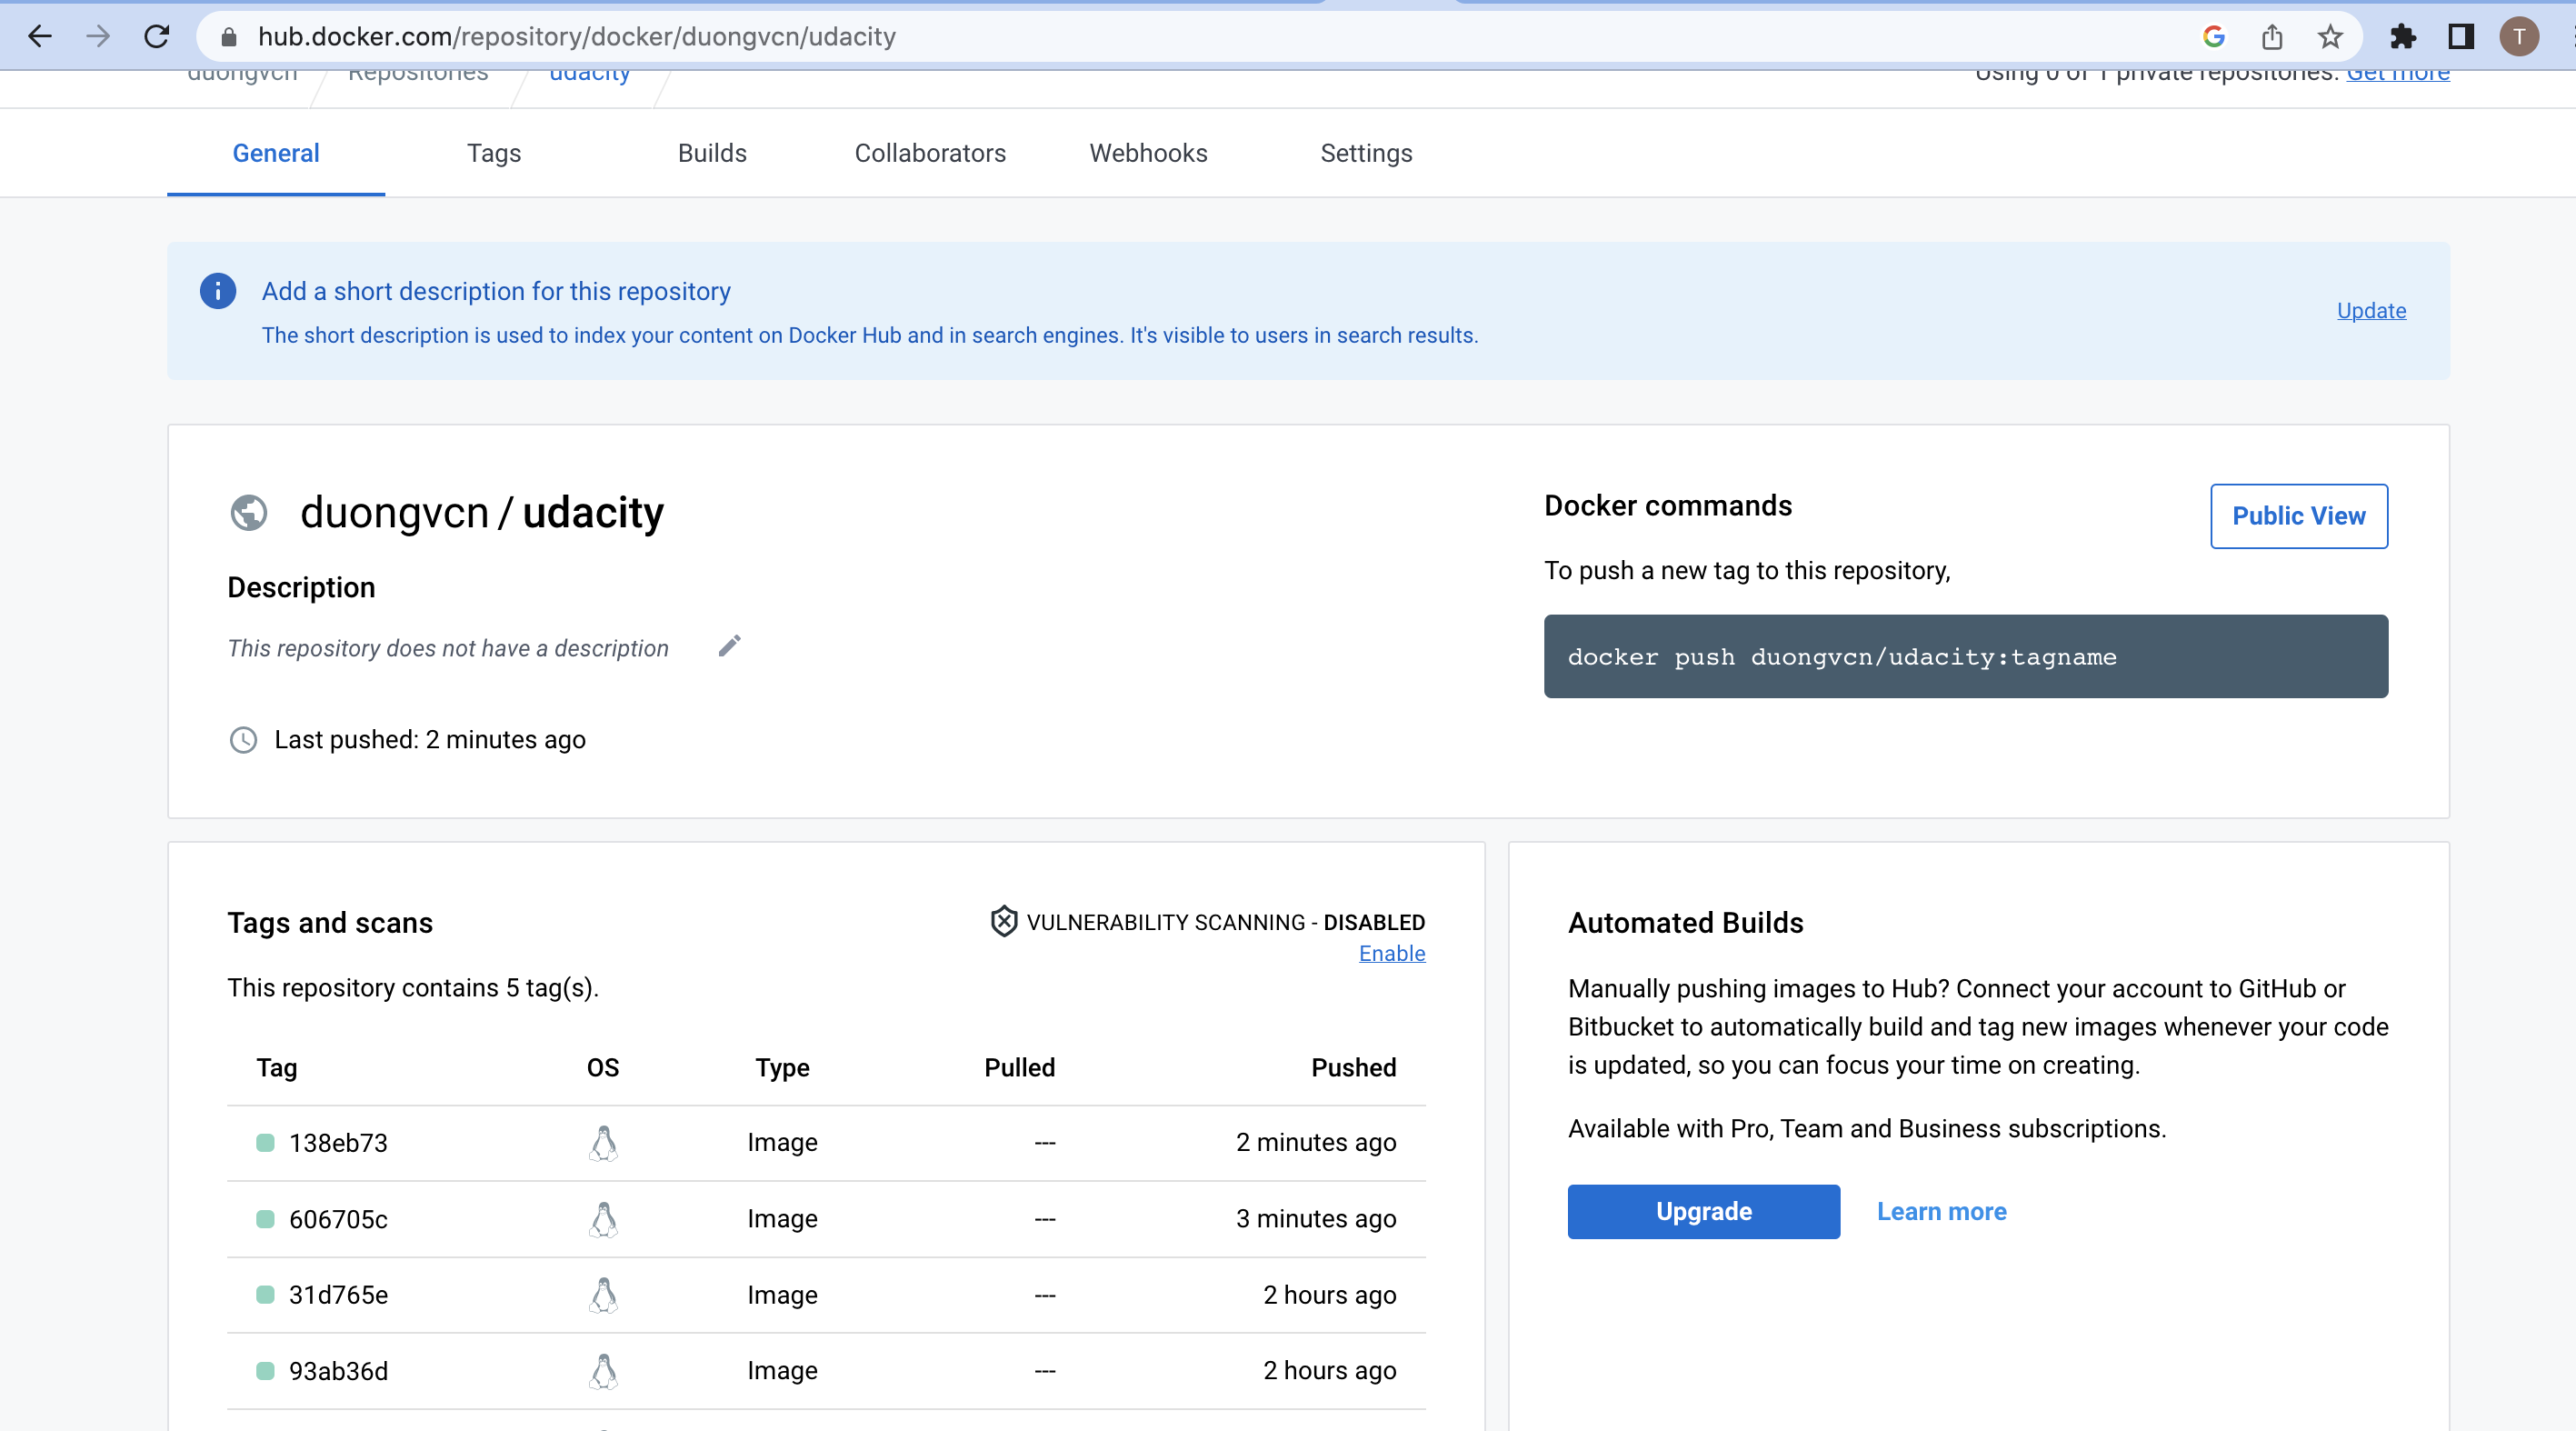 hub.docker.com/repository/docker/duongvcn/udacity
T
duongvcn Repositories udacity
Using 0 of 1 private repositories. Get more
General Tags Builds Collaborators Webhooks Settings
Add a short description for this repository
The short description is used to index your content on Docker Hub and in search engines. It's visible to users in search results.
Update
duongvcn / udacity
Description
This repository does not have a description
Last pushed: 2 minutes ago
Docker commands
Public View
To push a new tag to this repository,
docker push duongvcn/udacity:tagname
Tags and scans
VULNERABILITY SCANNING - DISABLED
Enable
This repository contains 5 tag(s).
Tag OS Type Pulled Pushed
138eb73 Image --- 2 minutes ago
606705c Image --- 3 minutes ago
31d765e Image --- 2 hours ago
93ab36d Image --- 2 hours ago
Automated Builds
Manually pushing images to Hub? Connect your account to GitHub or
Bitbucket to automatically build and tag new images whenever your code
is updated, so you can focus your time on creating.
Available with Pro, Team and Business subscriptions.
Upgrade Learn more